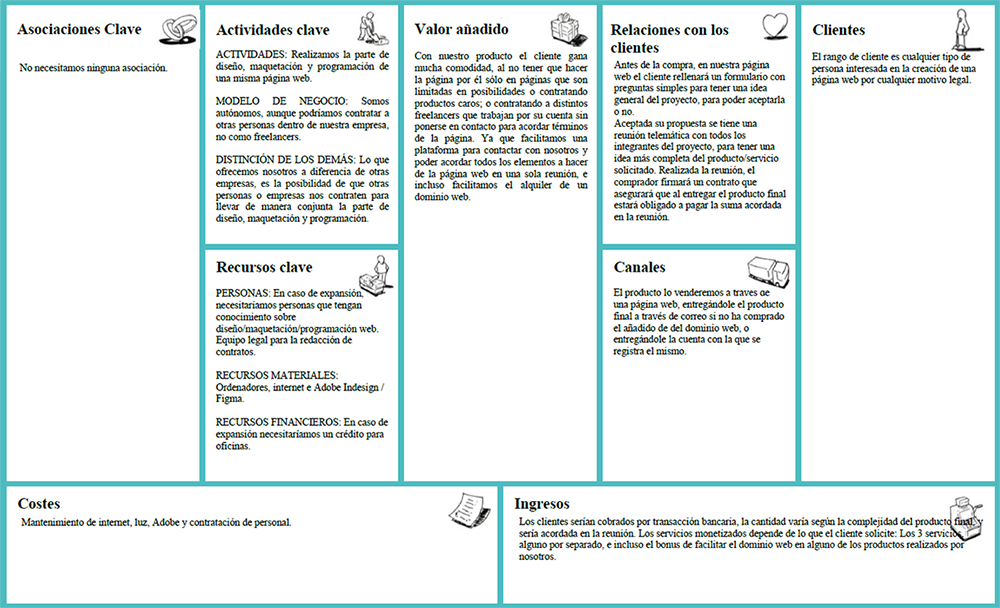 Asociaciones Clave
No necesitamos ninguna asociación.
Actividades clave
ACTIVIDADES: Realizamos la parte de
diseño, maquetación y programación de
una misma página web.
MODELO DE NEGOCIO: Somos
autónomos, aunque podríamos contratar a
otras personas dentro de nuestra empresa,
no como freelancers.
DISTINCIÓN DE LOS DEMÁS: Lo que
ofrecemos nosotros a diferencia de otras
empresas, es la posibilidad de que otras
personas o empresas nos contraten para
llevar de manera conjunta la parte de
diseño, maquetación y programación.
Recursos clave
PERSONAS: En caso de expansión,
necesitaríamos personas que tengan
conocimiento sobre
diseño/maquetación/programación web.
Equipo legal para la redacción de
contratos.
RECURSOS MATERIALES:
Ordenadores, internet e Adobe Indesign /
Figma.
RECURSOS FINANCIEROS: En caso de
expansión necesitaríamos un crédito para
oficinas.
Valor añadido
Con nuestro producto el cliente gana
mucha comodidad, al no tener que hacer
la página por él sólo en páginas que son
limitadas en posibilidades o contratando
productos caros; o contratando a distintos
freelancers que trabajan por su cuenta sin
ponerse en contacto para acordar términos
de la página. Ya que facilitamos una
plataforma para contactar con nosotros y
poder acordar todos los elementos a hacer
de la página web en una sola reunión, e
incluso facilitamos el alquiler de un
dominio web.
Relaciones con los
clientes
Antes de la compra, en nuestra página
web el cliente rellenará un formulario con
preguntas simples para tener una idea
general del proyecto, para poder aceptarla
o no.
Aceptada su propuesta se tiene una
reunión telemática con todos los
integrantes del proyecto, para tener una
idea más completa del producto/servicio
solicitado. Realizada la reunión, el
comprador firmará un contrato que
asegurará que al entregar el producto final
estará obligado a pagar la suma acordada
en la reunión.
Canales
El producto lo venderemos a través de
una página web, entregándole el producto
final a través de correo si no ha comprado
el añadido de del dominio web, o
entregándole la cuenta con la que se
registra el mismo.
Clientes
El rango de cliente es cualquier tipo de
persona interesada en la creación de una
página web por cualquier motivo legal.
Costes
Mantenimiento de internet, luz, Adobe y contratación de personal.
Ingresos
Los clientes serían cobrados por transacción bancaria, la cantidad varía según la complejidad del producto final, y
sería acordada en la reunión. Los servicios monetizados depende de lo que el cliente solicite: Los 3 servicios,
alguno por separado, e incluso el bonus de facilitar el dominio web en alguno de los productos realizados por
nosotros.